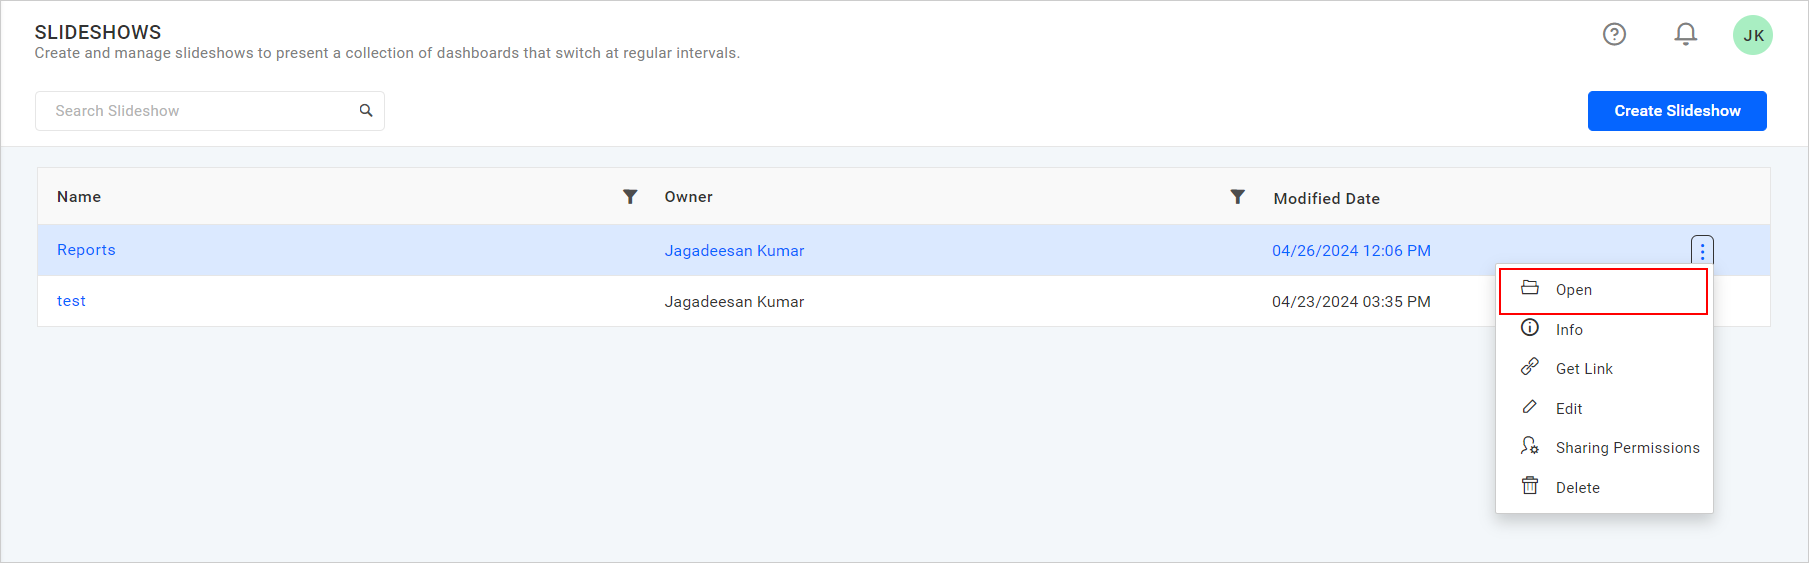 SLIDESHOWS
Create and manage slideshows to present a collection of dashboards that switch at regular intervals.
JK
Search Slideshow
Create Slideshow
Name Owner Modified Date
Reports Jagadeesan Kumar 04/26/2024 12:06 PM
test Jagadeesan Kumar 04/23/2024 03:35 PM
Open
Info
Get Link
Edit
Sharing Permissions
Delete